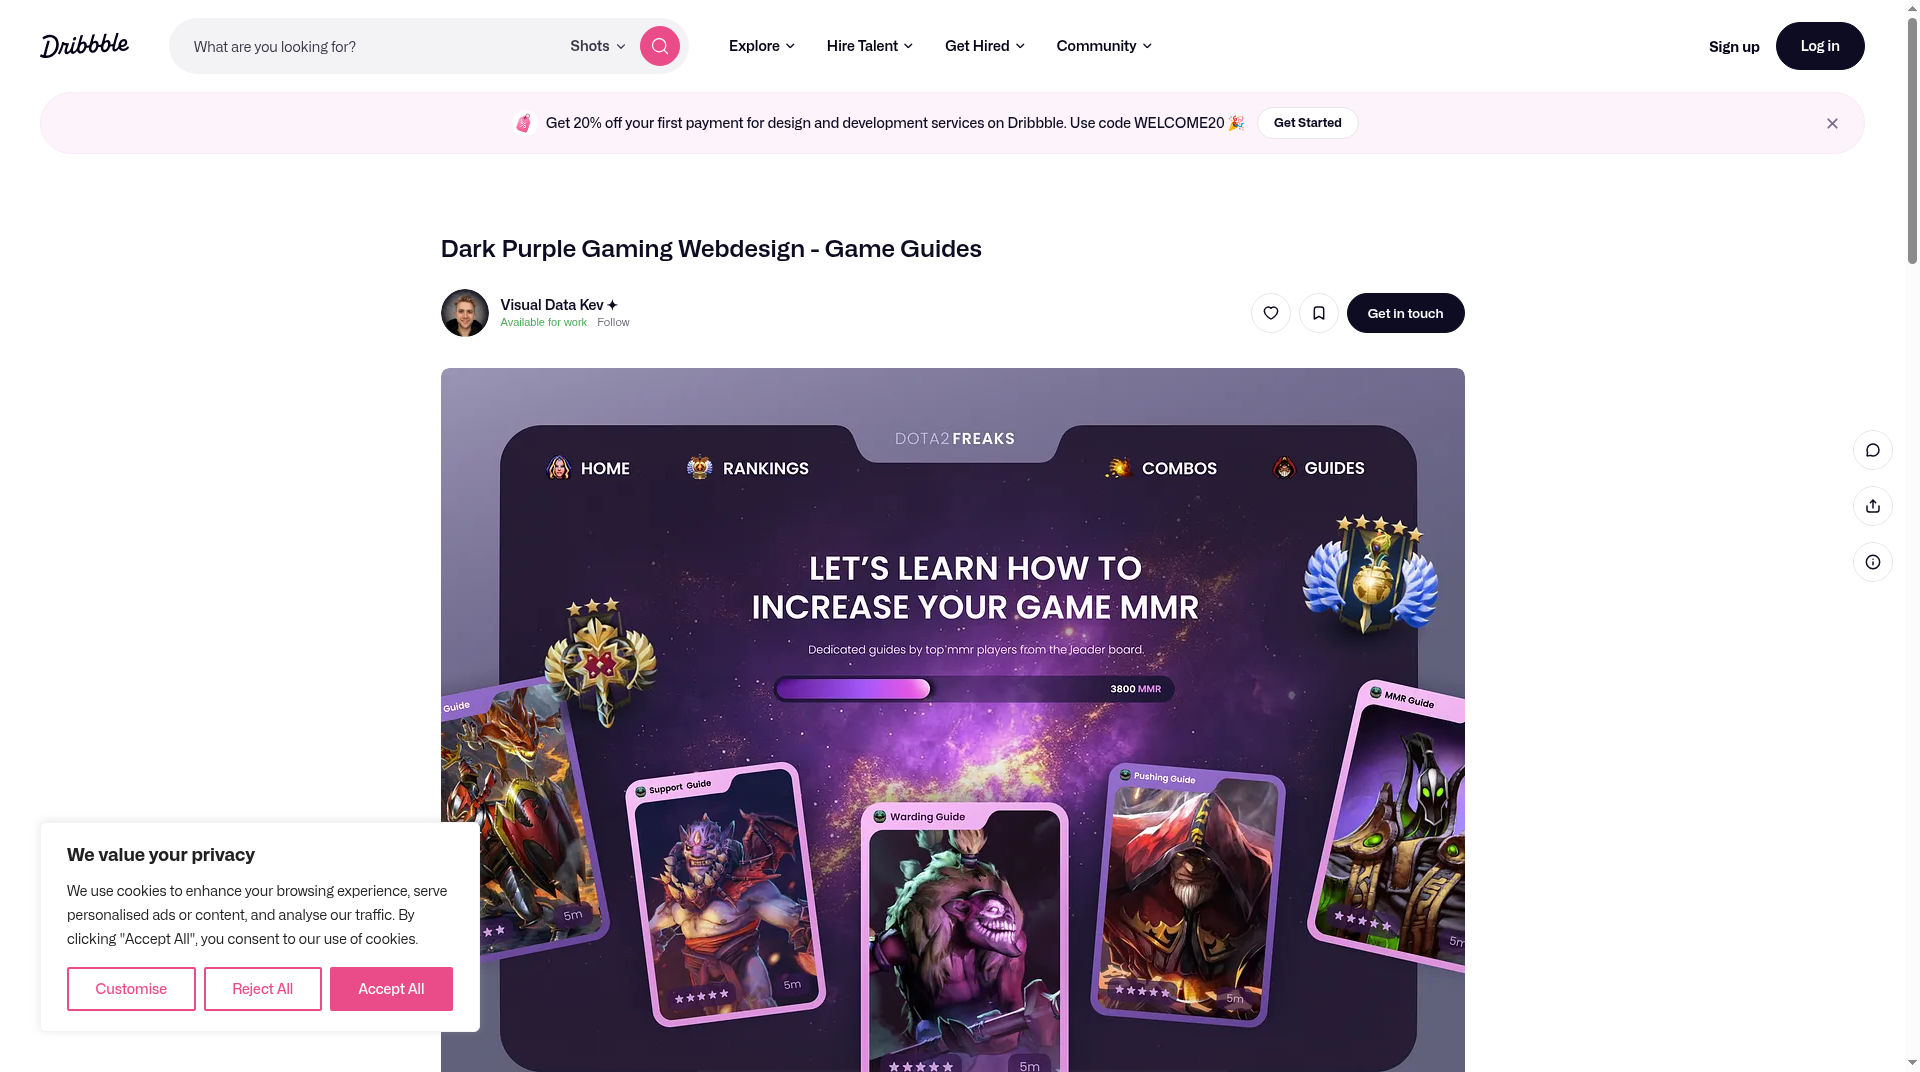 Dribbble
What are you looking for?
Shots
Explore
Hire Talent
Get Hired
Community
Sign up
Log in
Get 20% off your first payment for design and development services on Dribbble. Use code WELCOME20 🎉
Get Started
Dark Purple Gaming Webdesign - Game Guides
Visual Data Kev ✦
Available for work
Follow
Get in touch
DOTA2 FREAKS
HOME
RANKINGS
COMBOS
GUIDES
LET'S LEARN HOW TO
INCREASE YOUR GAME MMR
Dedicated guides by top mmr players from the leader board.
3800 MMR
Guide
5m
Support Guide
5m
Warding Guide
5m
Pushing Guide
5m
MMR Guide
5m
We value your privacy
We use cookies to enhance your browsing experience, serve
personalised ads or content, and analyse our traffic. By
clicking "Accept All", you consent to our use of cookies.
Customise
Reject All
Accept All